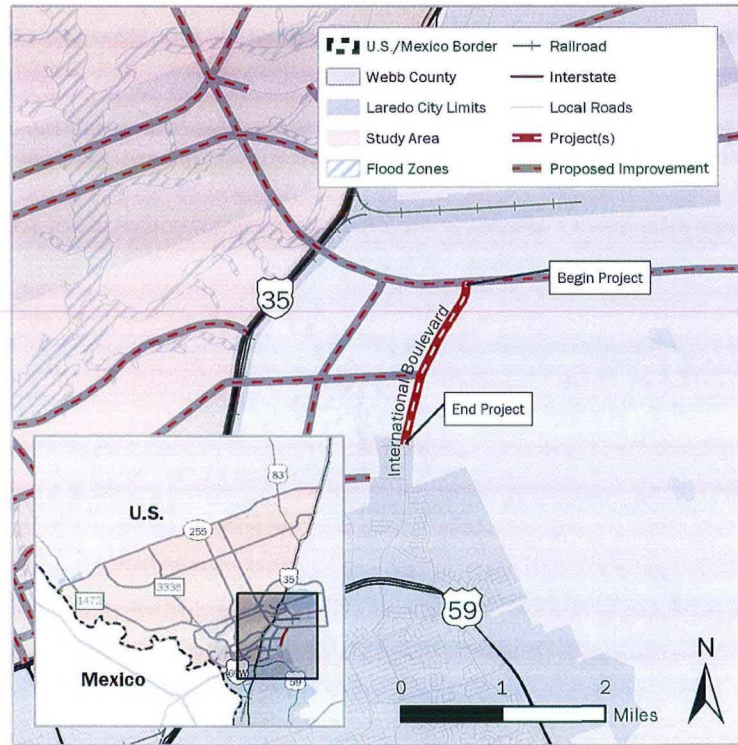 U.S./Mexico Border
Webb County
Laredo City Limits
Study Area
Flood Zones
Railroad
Interstate
Local Roads
Project(s)
Proposed Improvement
35
Begin Project
International Boulevard
End Project
59
N
0 1 2
Miles
83
U.S.
255
35
3338
1472
Mexico
59